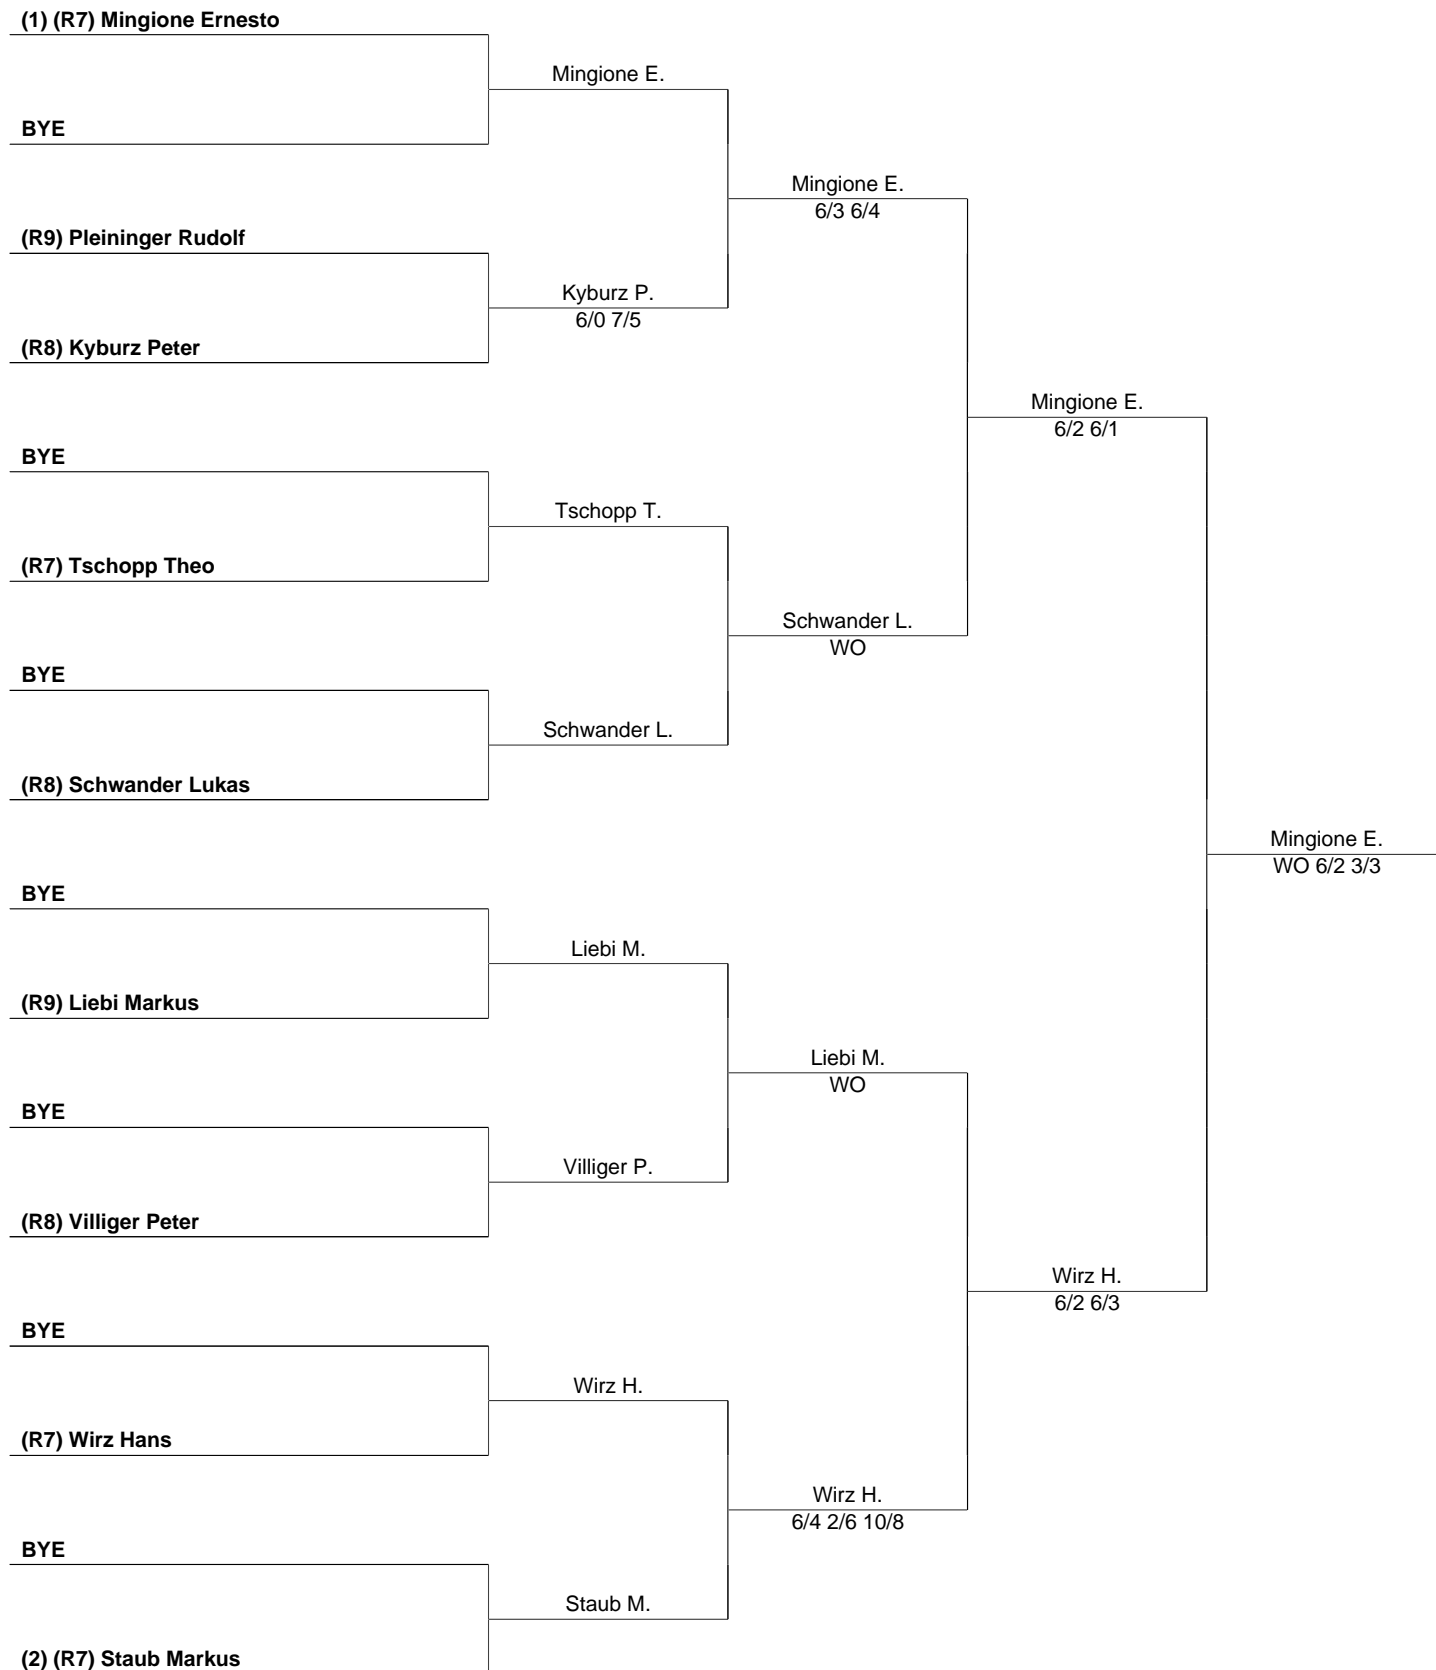 (1) (R7) Mingione Ernesto
Mingione E.
BYE
Mingione E.
6/3 6/4
(R9) Pleininger Rudolf
Kyburz P.
6/0 7/5
(R8) Kyburz Peter
Mingione E.
6/2 6/1
BYE
Tschopp T.
(R7) Tschopp Theo
Schwander L.
WO
BYE
Schwander L.
(R8) Schwander Lukas
Mingione E.
WO 6/2 3/3
BYE
Liebi M.
(R9) Liebi Markus
Liebi M.
WO
BYE
Villiger P.
(R8) Villiger Peter
Wirz H.
6/2 6/3
BYE
Wirz H.
(R7) Wirz Hans
Wirz H.
6/4 2/6 10/8
BYE
Staub M.
(2) (R7) Staub Markus